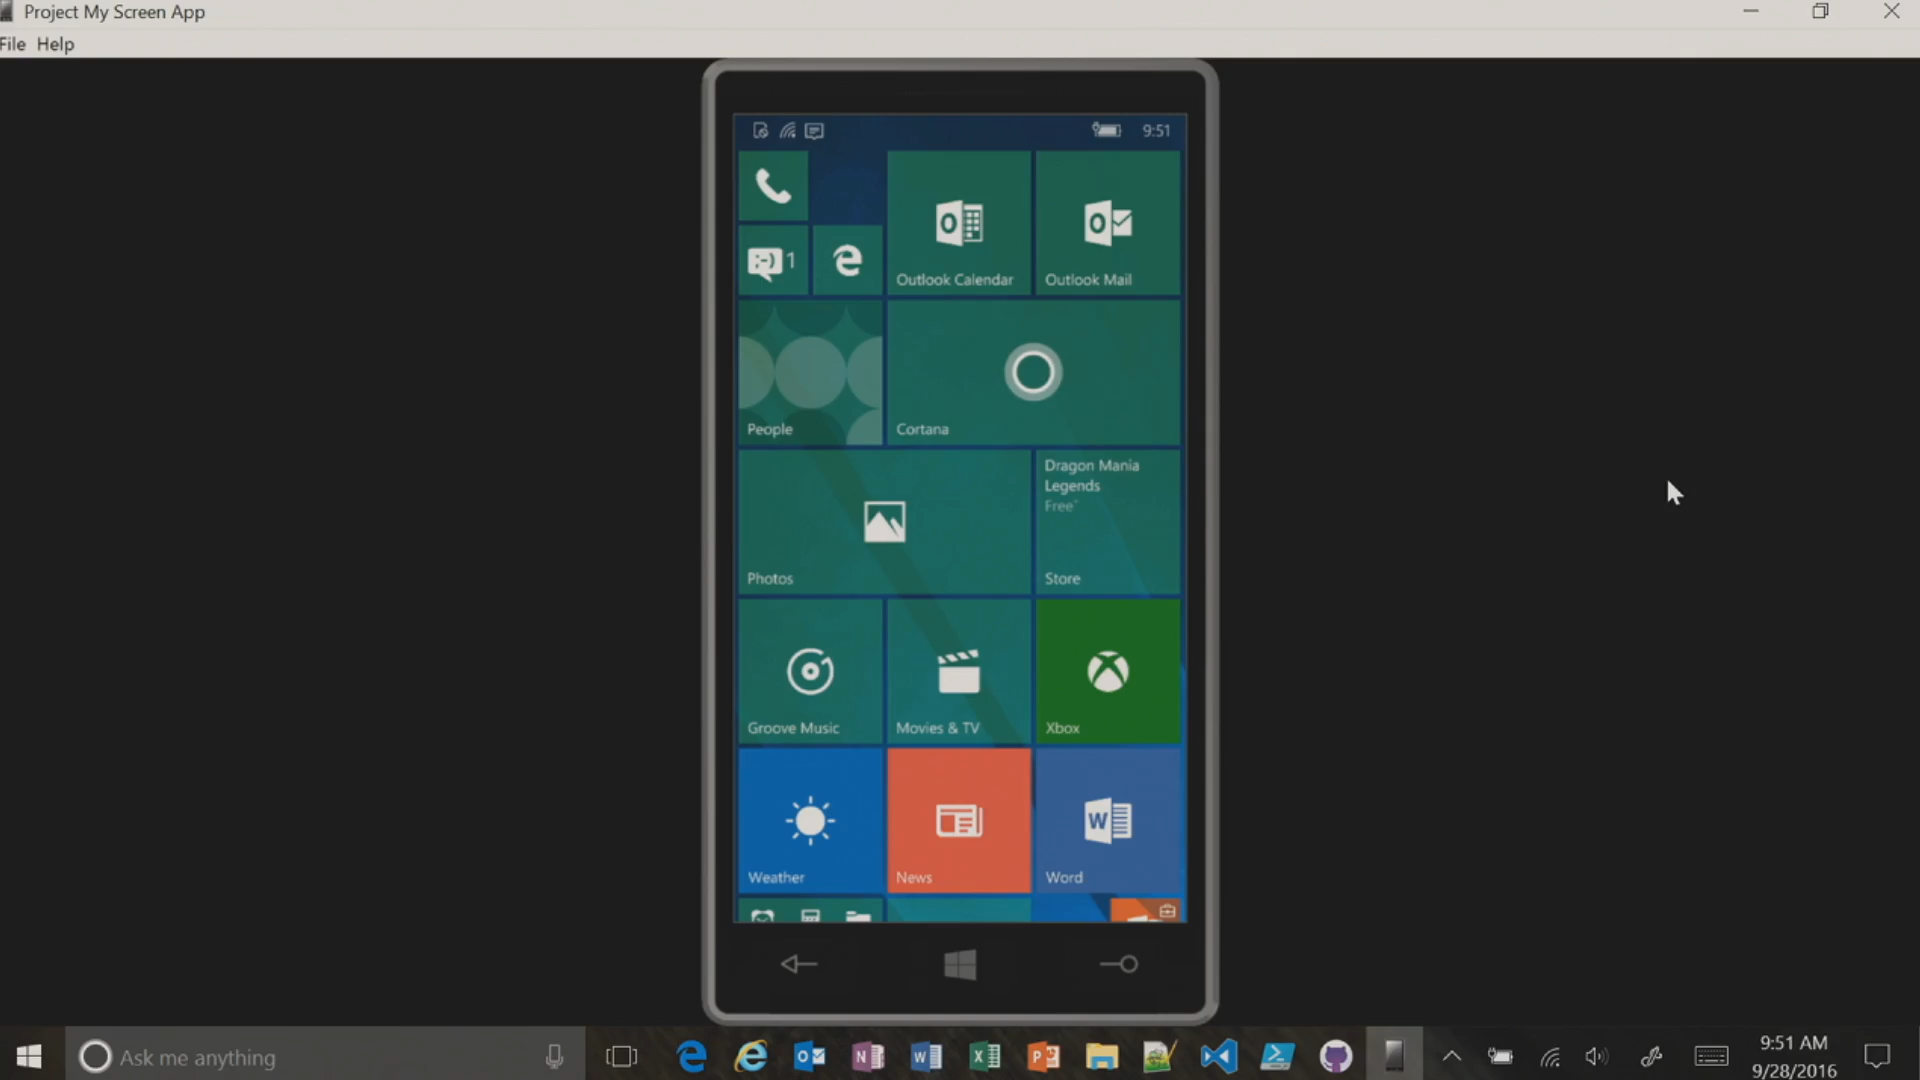 Project My Screen App
File Help
9:51
Outlook Calendar
Outlook Mail
1
People
Cortana
Dragon Mania
Legends
Free*
Photos
Store
Groove Music
Movies & TV
Xbox
Weather
News
W
Word
Ask me anything
9:51 AM
9/28/2016